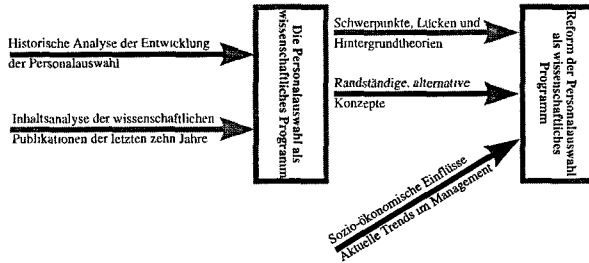 Historische Analyse der Entwicklung
der Personalauswahl
Inhaltsanalyse der wissenschaftlichen
Publikationen der letzten zehn Jahre
Die Personalauswahl als
wissenschaftliches Programm
Schwerpunkte, Lücken und
Hintergrundtheorien
Randständige, alternative
Konzepte
Sozio-ökonomische Einflüsse
Aktuelle Trends im Management
Reform der Personalauswahl
als wissenschaftliches
Programm